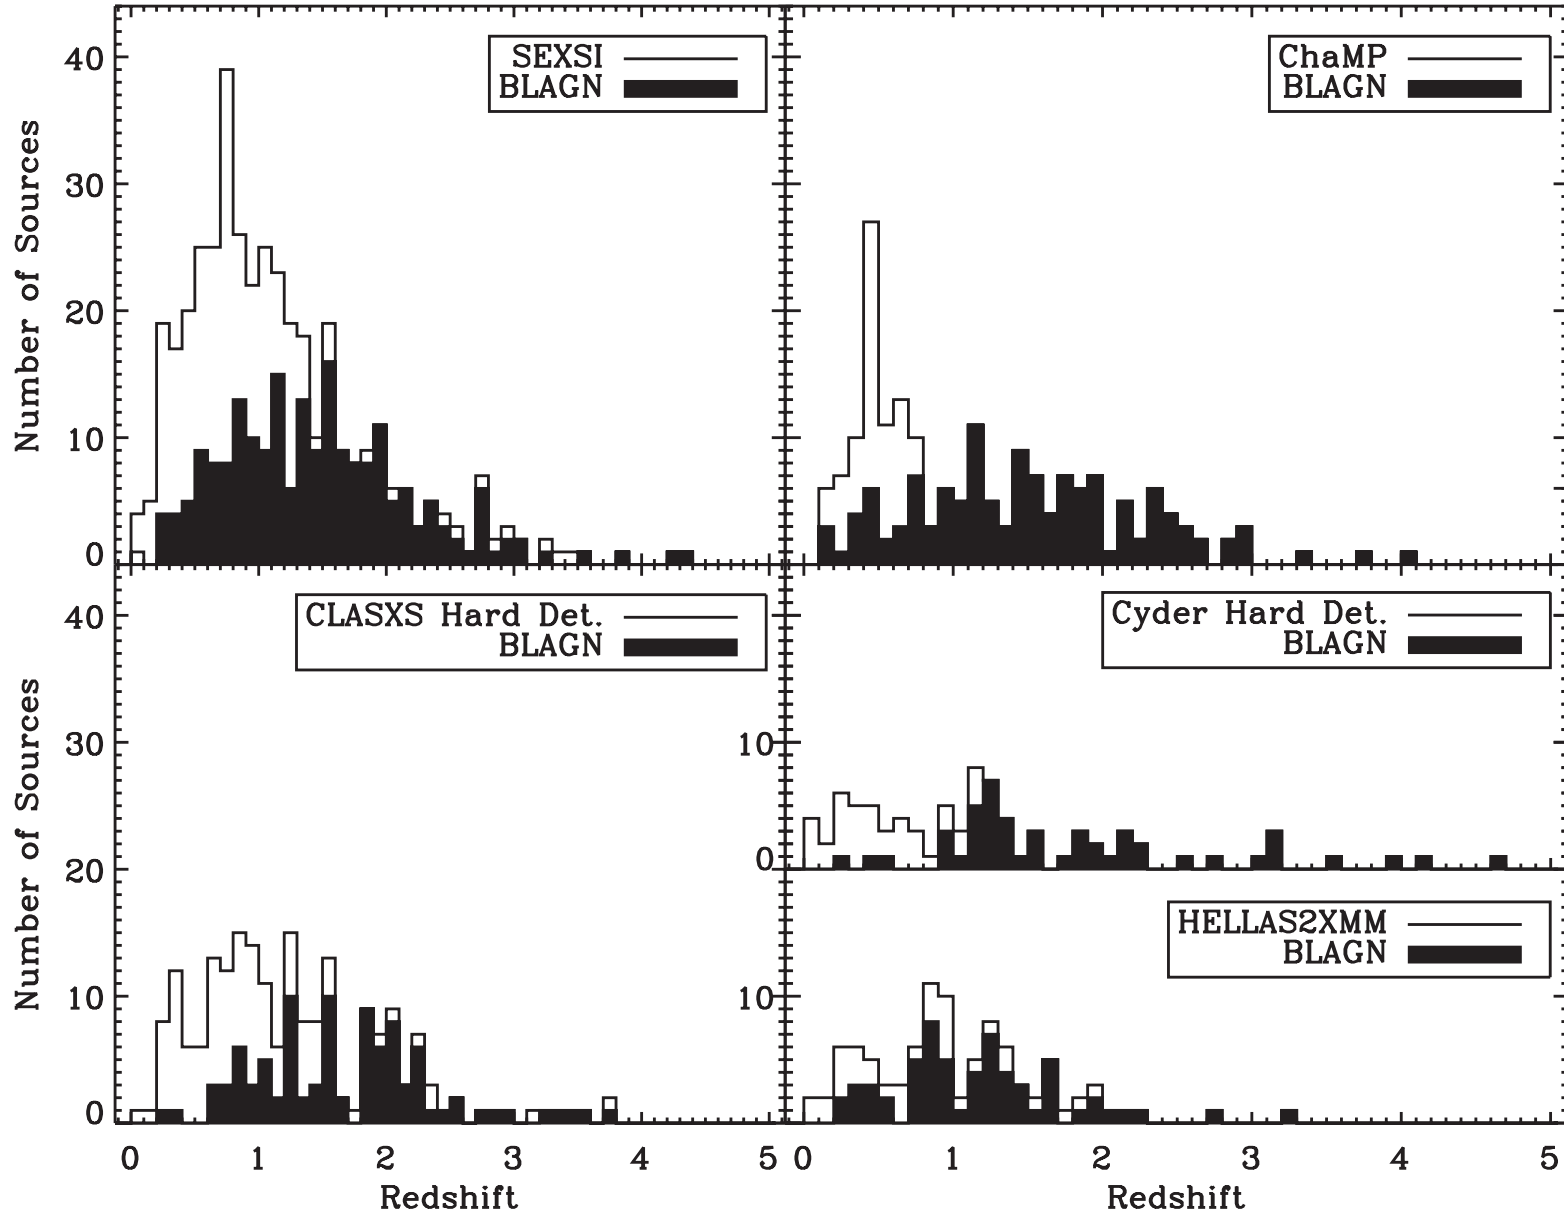 SEXSI
BLAGN
ChaMP
BLAGN
40
30
20
10
0
Number of Sources
CLASXS Hard Det.
BLAGN
Cyder Hard Det.
BLAGN
40
30
20
10
0
Number of Sources
10
0
HELLAS2XMM
BLAGN
10
0 1 2 3 4 5
0 1 2 3 4 5
Redshift
Redshift